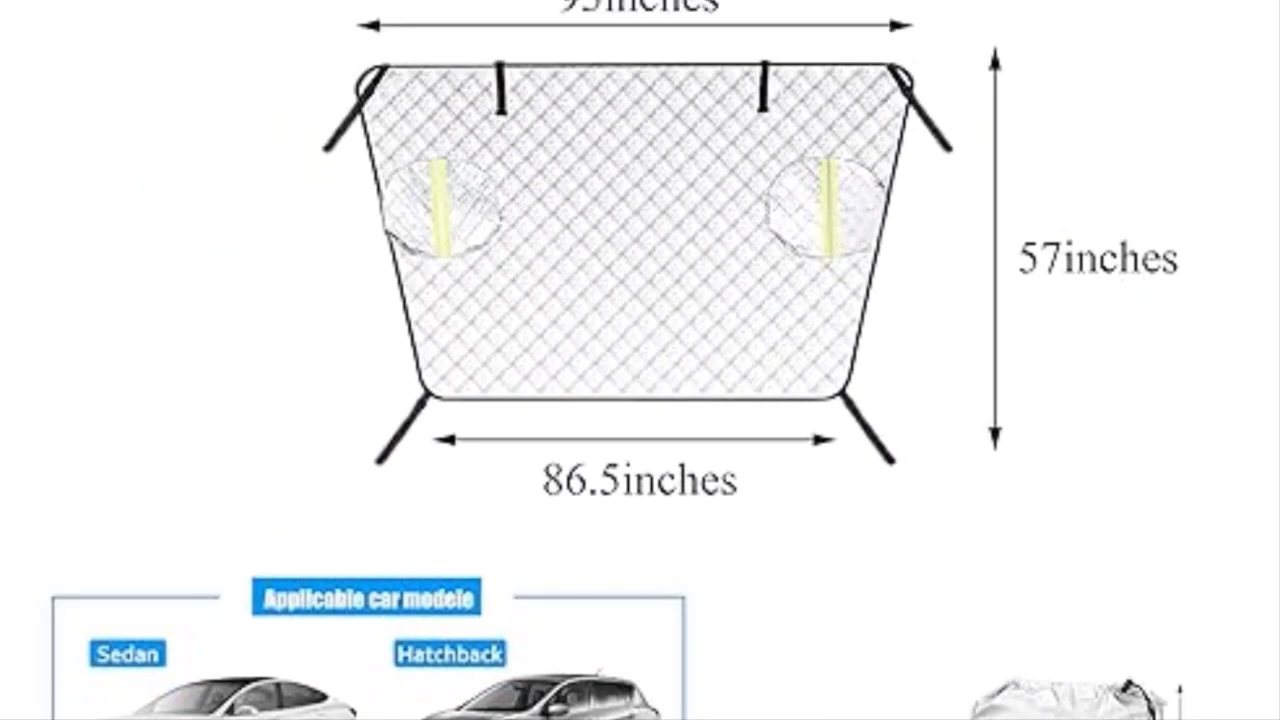 57inches
86.5inches
Applicable car modele
Sedan
Hatchback